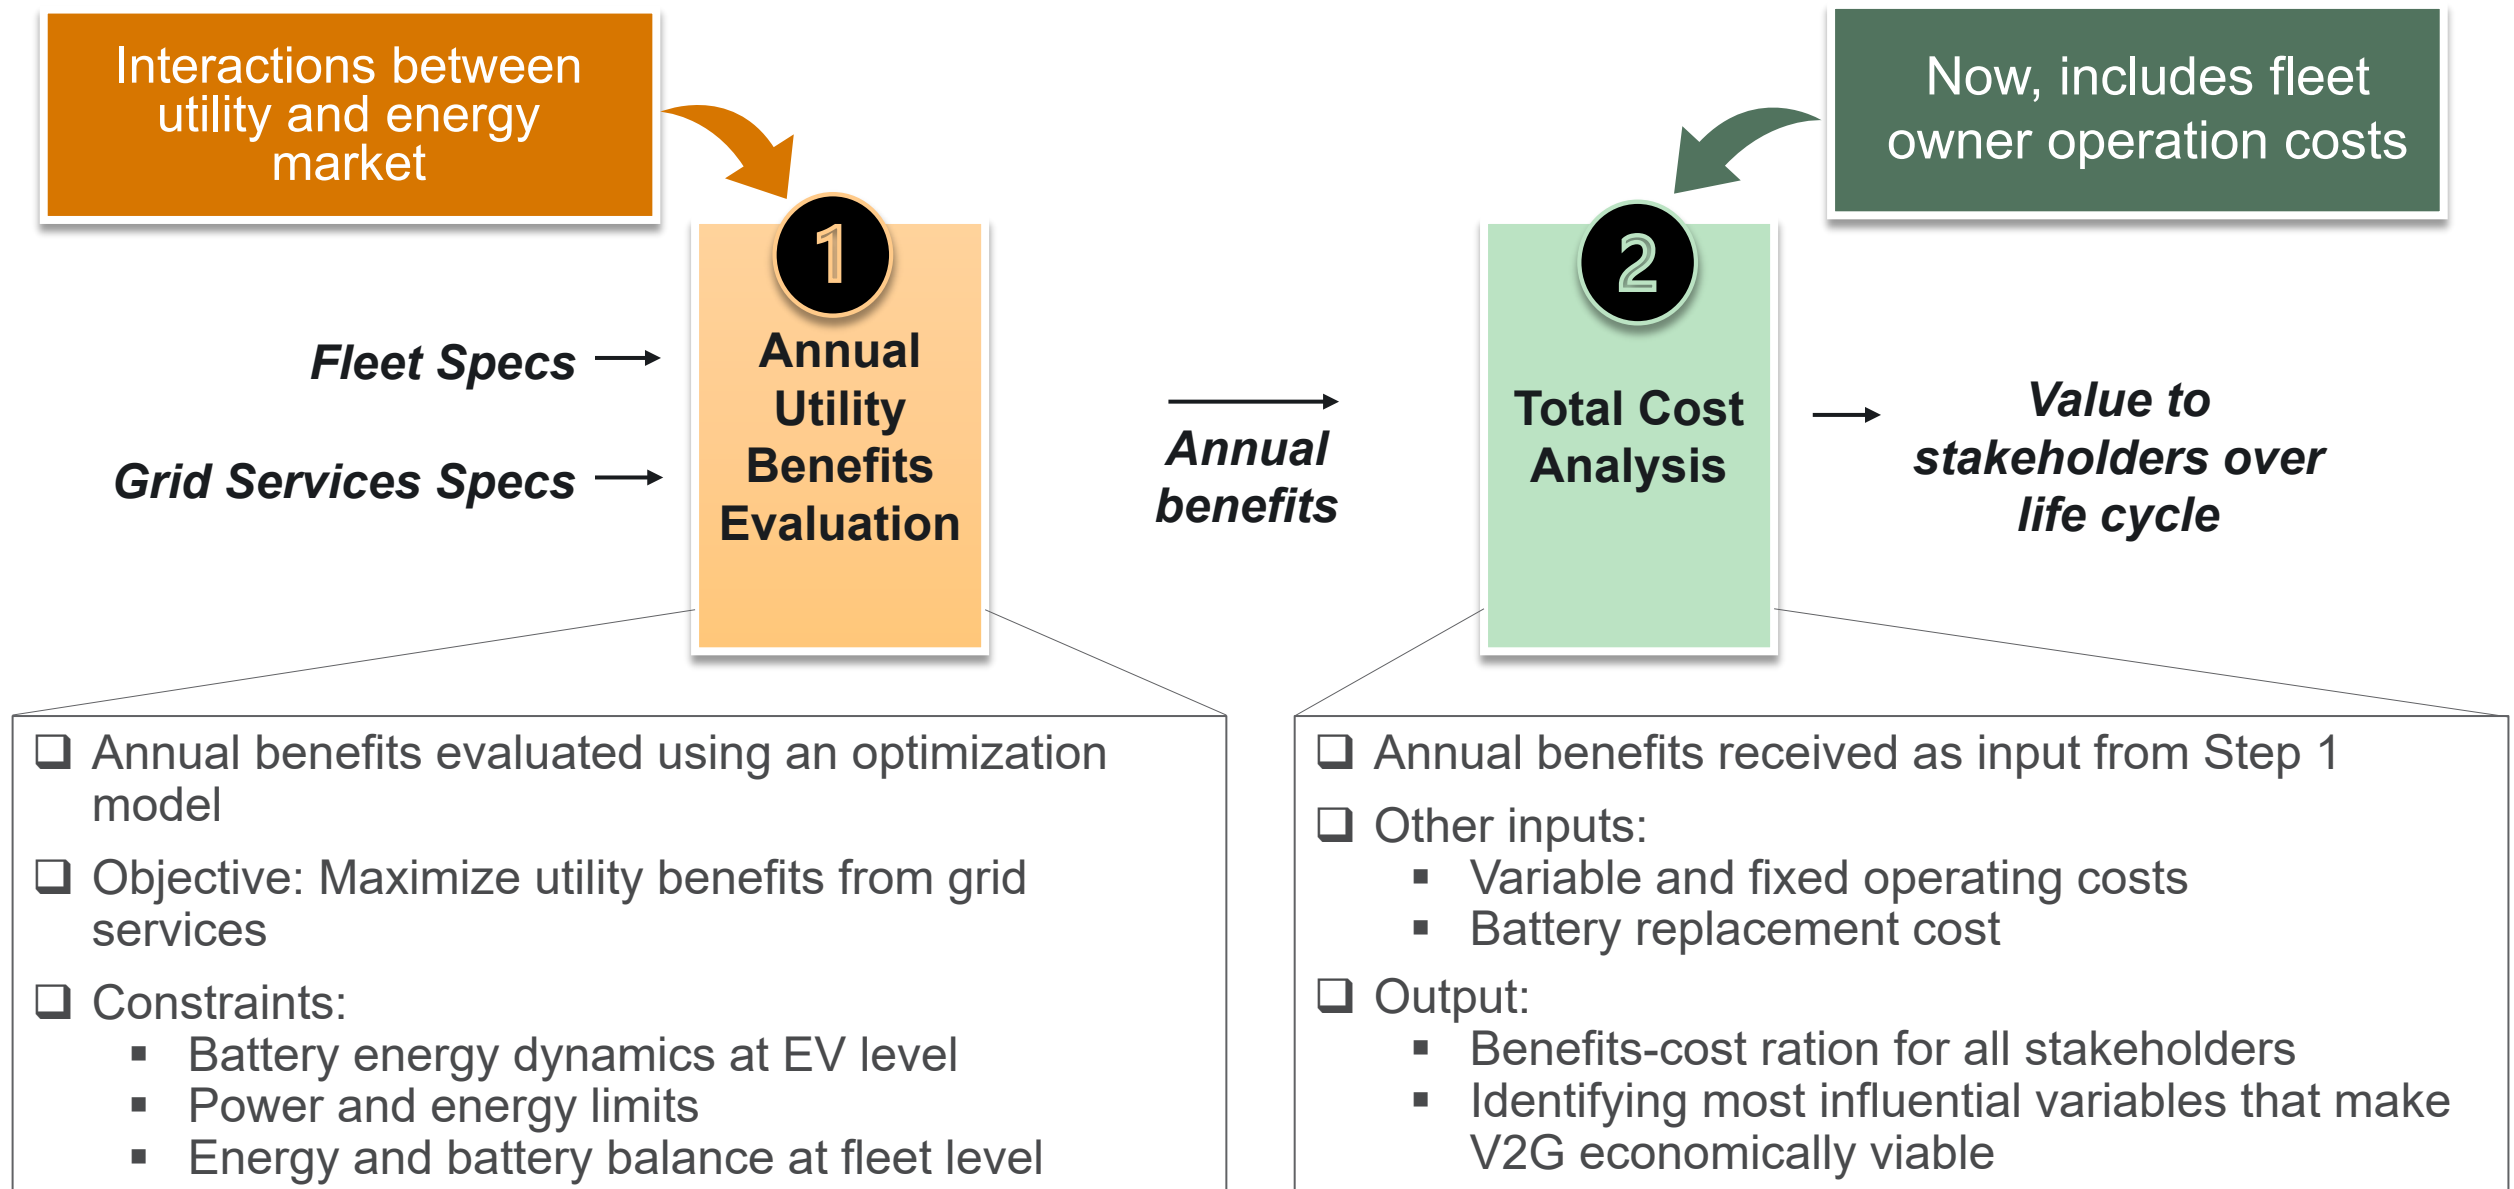 Interactions between
utility and energy
market
Now, includes fleet
owner operation costs
1
2
Fleet Specs
Grid Services Specs
Annual
Utility
Benefits
Evaluation
Annual
benefits
Total Cost
Analysis
Value to
stakeholders over
life cycle
Annual benefits evaluated using an optimization
model
Objective: Maximize utility benefits from grid
services
Constraints:
Battery energy dynamics at EV level
Power and energy limits
Energy and battery balance at fleet level
Annual benefits received as input from Step 1
Other inputs:
Variable and fixed operating costs
Battery replacement cost
Output:
Benefits-cost ration for all stakeholders
Identifying most influential variables that make
V2G economically viable